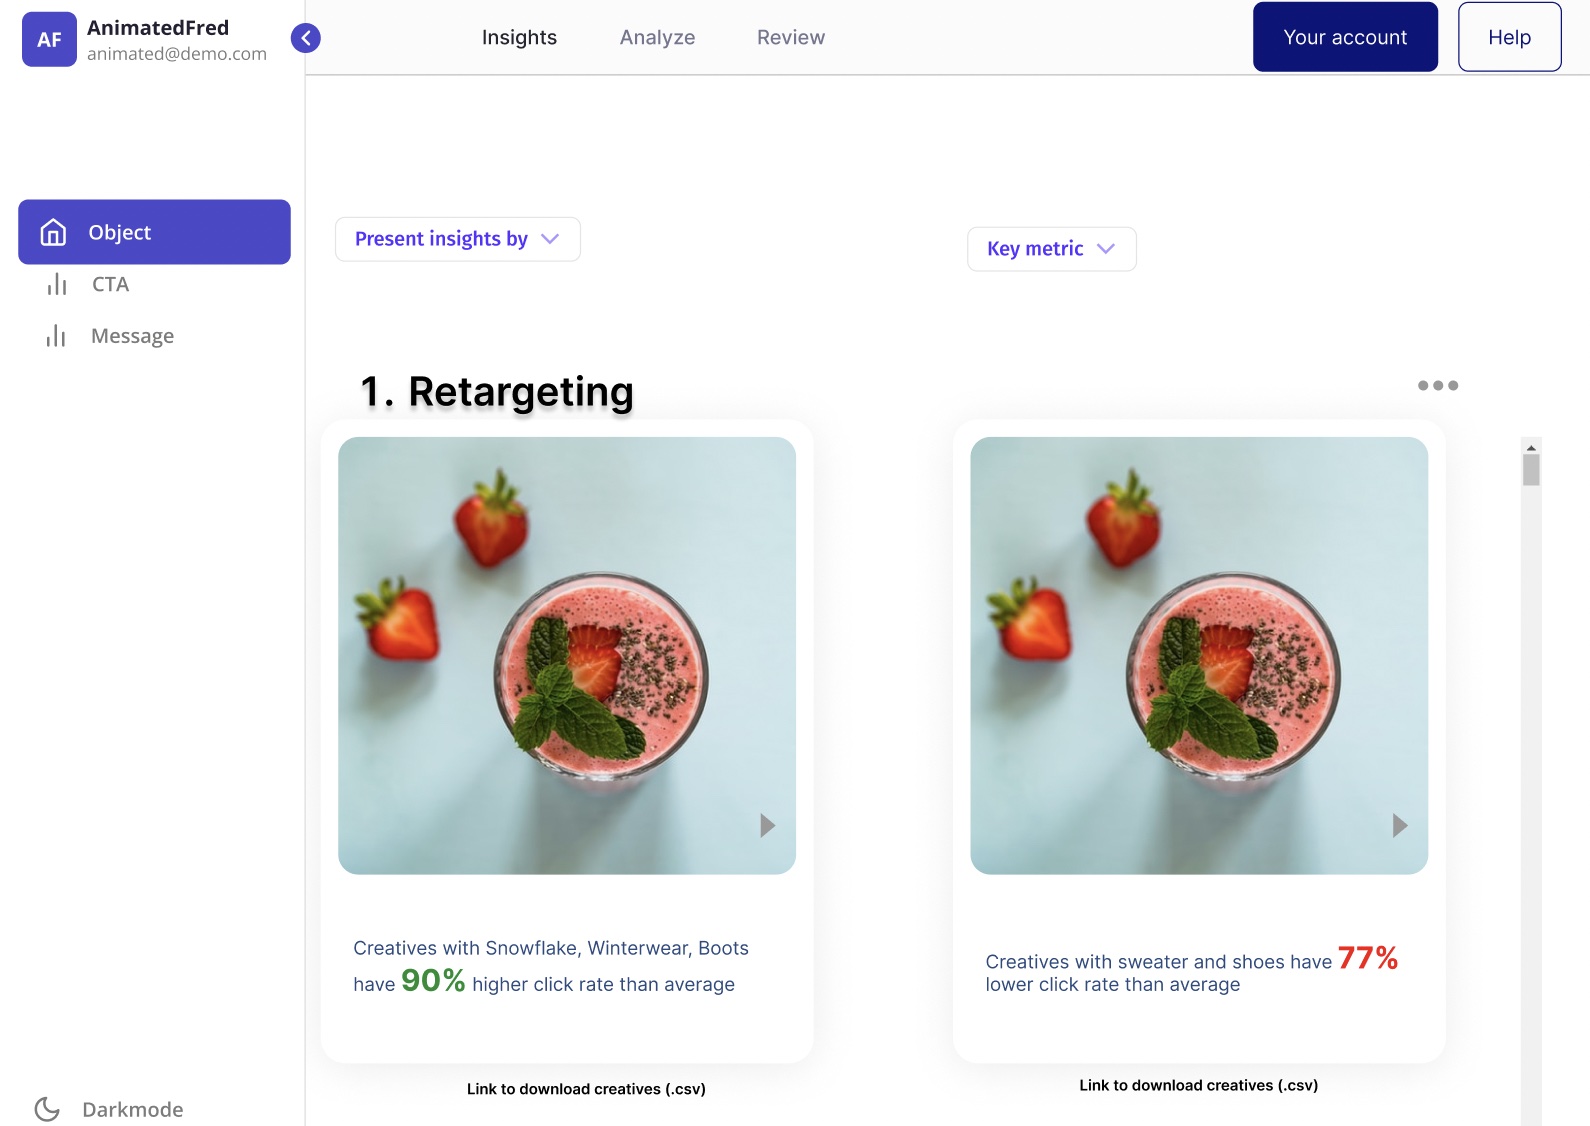 AF
AnimatedFred
animated@demo.com
Insights
Analyze
Review
Your account
Help
Object
CTA
Message
Present insights by
Key metric
1. Retargeting
Creatives with Snowflake, Winterwear, Boots
have 90% higher click rate than average
Creatives with sweater and shoes have 77%
lower click rate than average
Link to download creatives (.csv)
Link to download creatives (.csv)
Darkmode